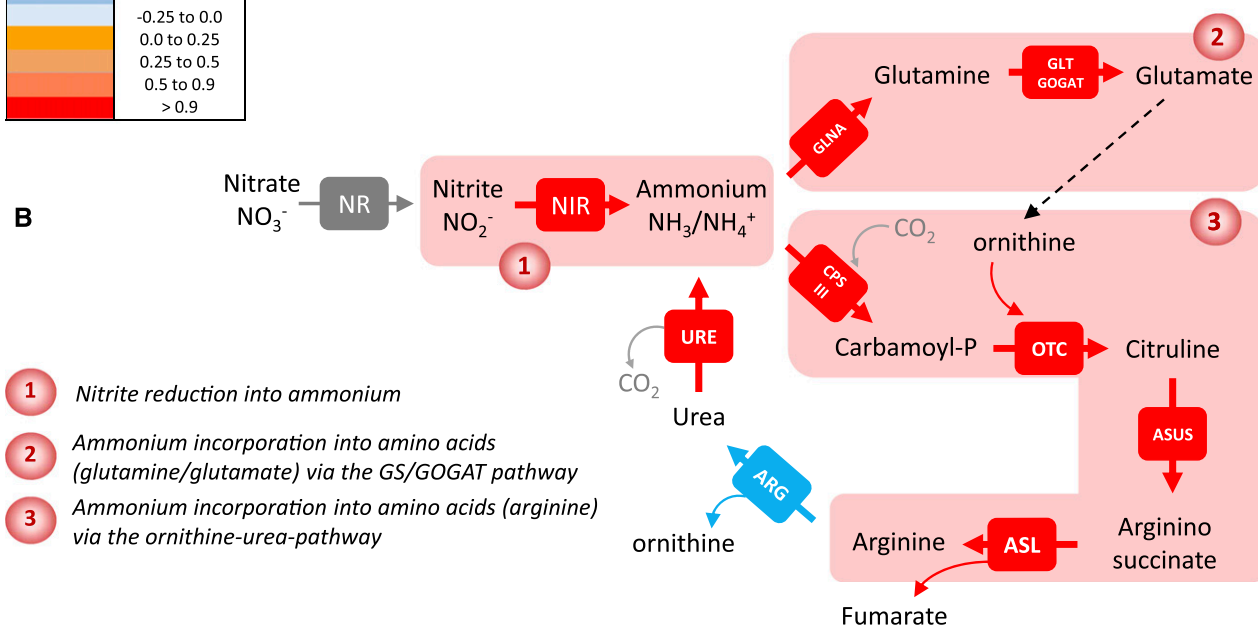 -0.25 to 0.0
0.0 to 0.25
0.25 to 0.5
0.5 to 0.9
> 0.9
B
Nitrate
NO3-
NR
Nitrite
NO2-
NIR
Ammonium
NH3/NH4+
1
GLNA
Glutamine
GLT
GOGAT
Glutamate
2
3
CPS
III
CO2
ornithine
Carbamoyl-P
OTC
Citruline
ASUS
Arginino
succinate
ASL
Arginine
Fumarate
ARG
ornithine
Urea
URE
CO2
1 Nitrite reduction into ammonium
2 Ammonium incorporation into amino acids
(glutamine/glutamate) via the GS/GOGAT pathway
3 Ammonium incorporation into amino acids (arginine)
via the ornithine-urea-pathway